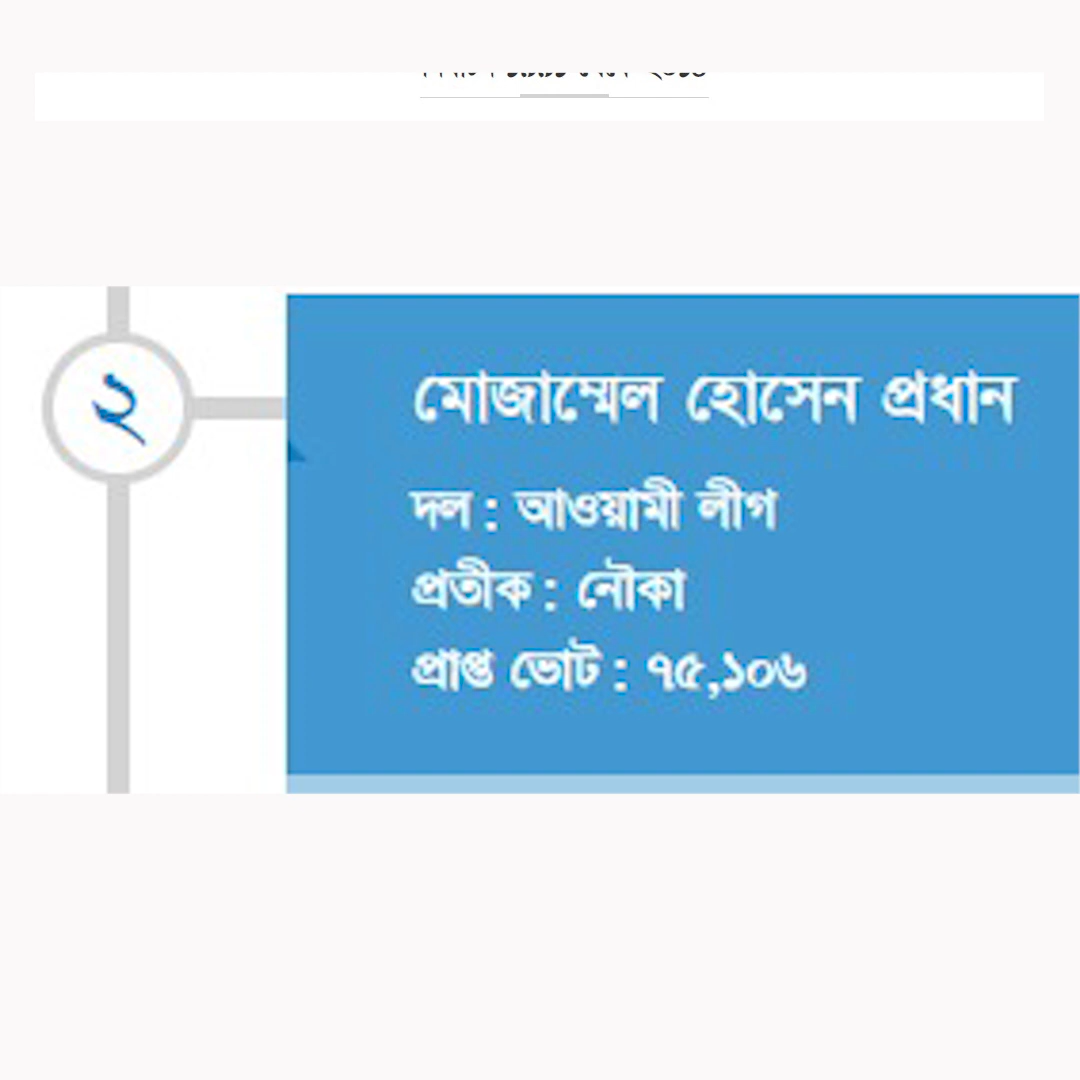 ২
মোজাম্মেল হোসেন প্রধান
দল : আওয়ামী লীগ
প্রতীক : নৌকা
প্রাপ্ত ভোট : ৭৫,১০৬